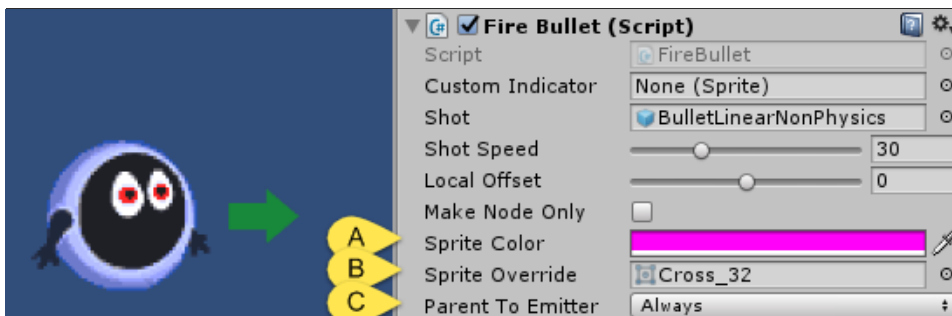 Fire Bullet (Script)
Script FireBullet
Custom Indicator None (Sprite)
Shot BulletLinearNonPhysics
Shot Speed 30
Local Offset 0
Make Node Only
A Sprite Color
B Sprite Override Cross_32
C Parent To Emitter Always